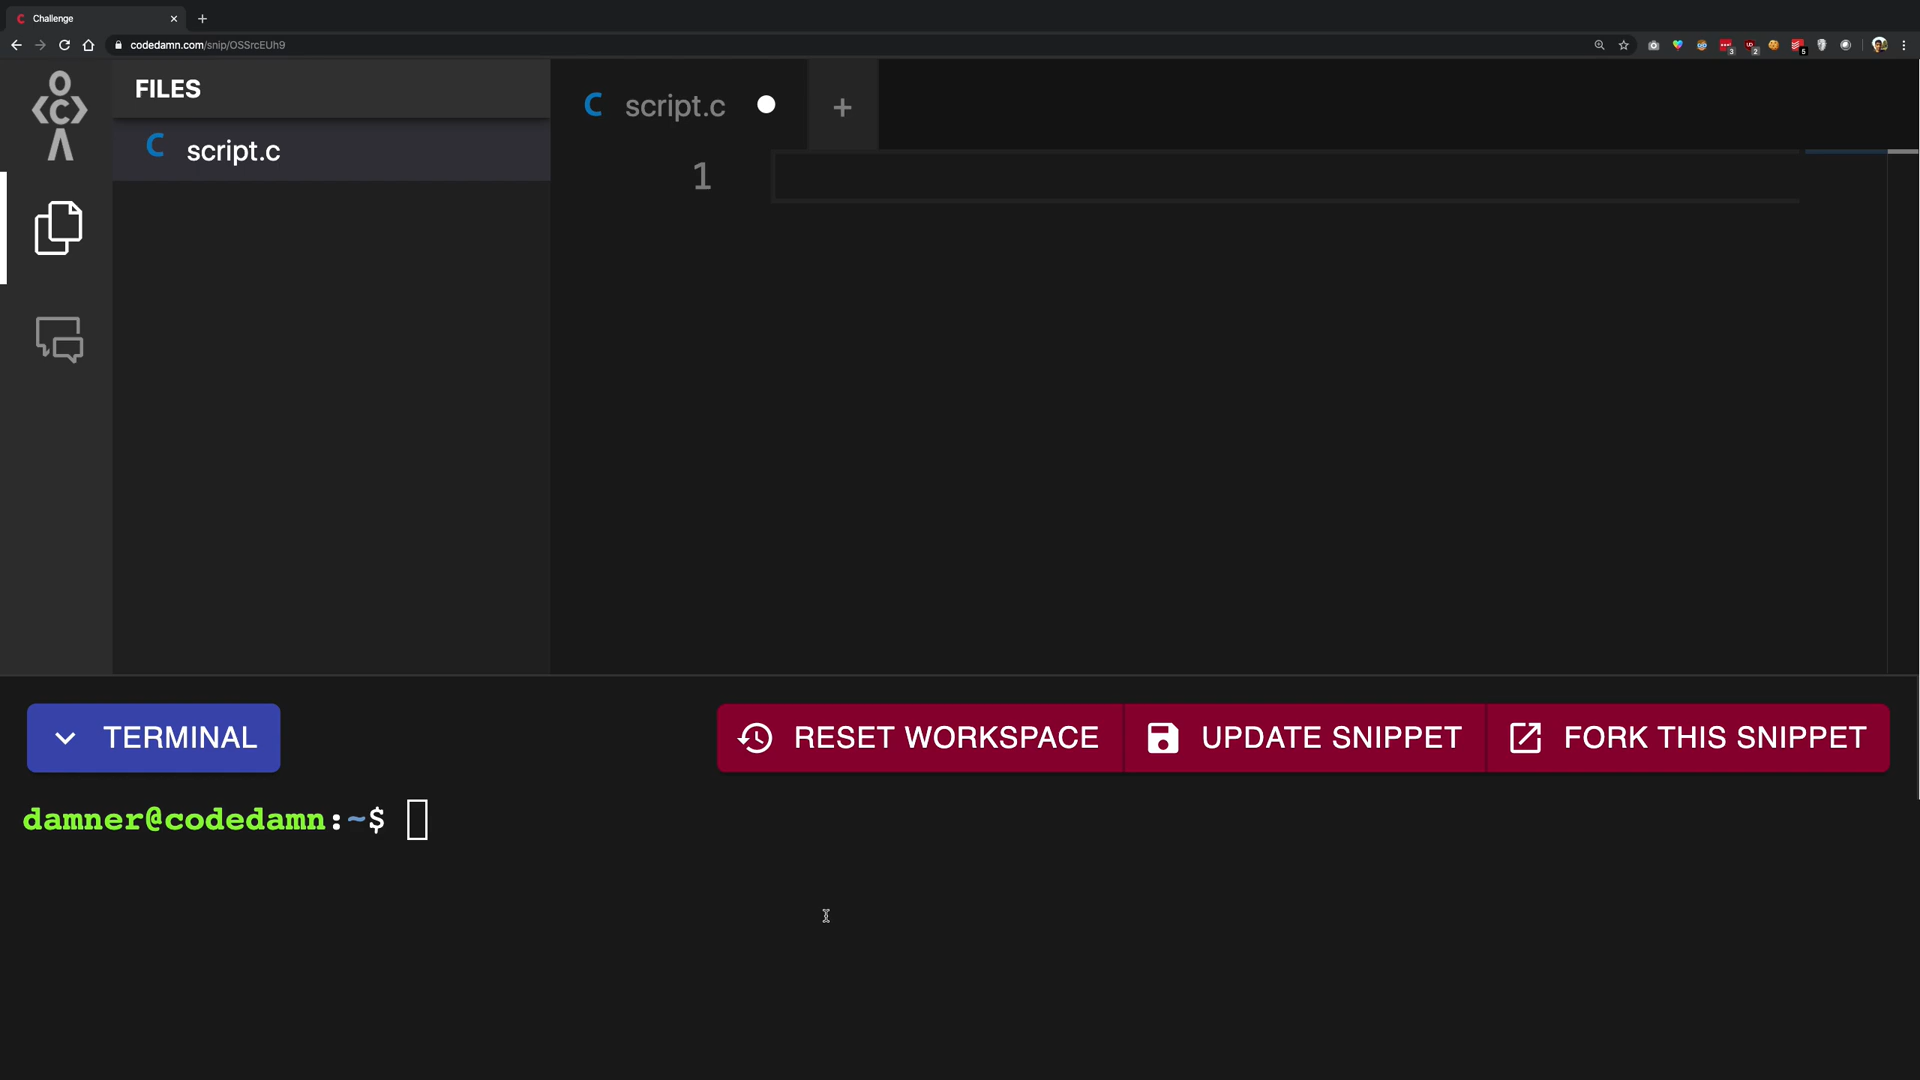 Challenge
codedamn.com/snip/OSSrcEUh9
FILES
script.c
script.c
1
TERMINAL
RESET WORKSPACE
UPDATE SNIPPET
FORK THIS SNIPPET
damner@codedamn:~$